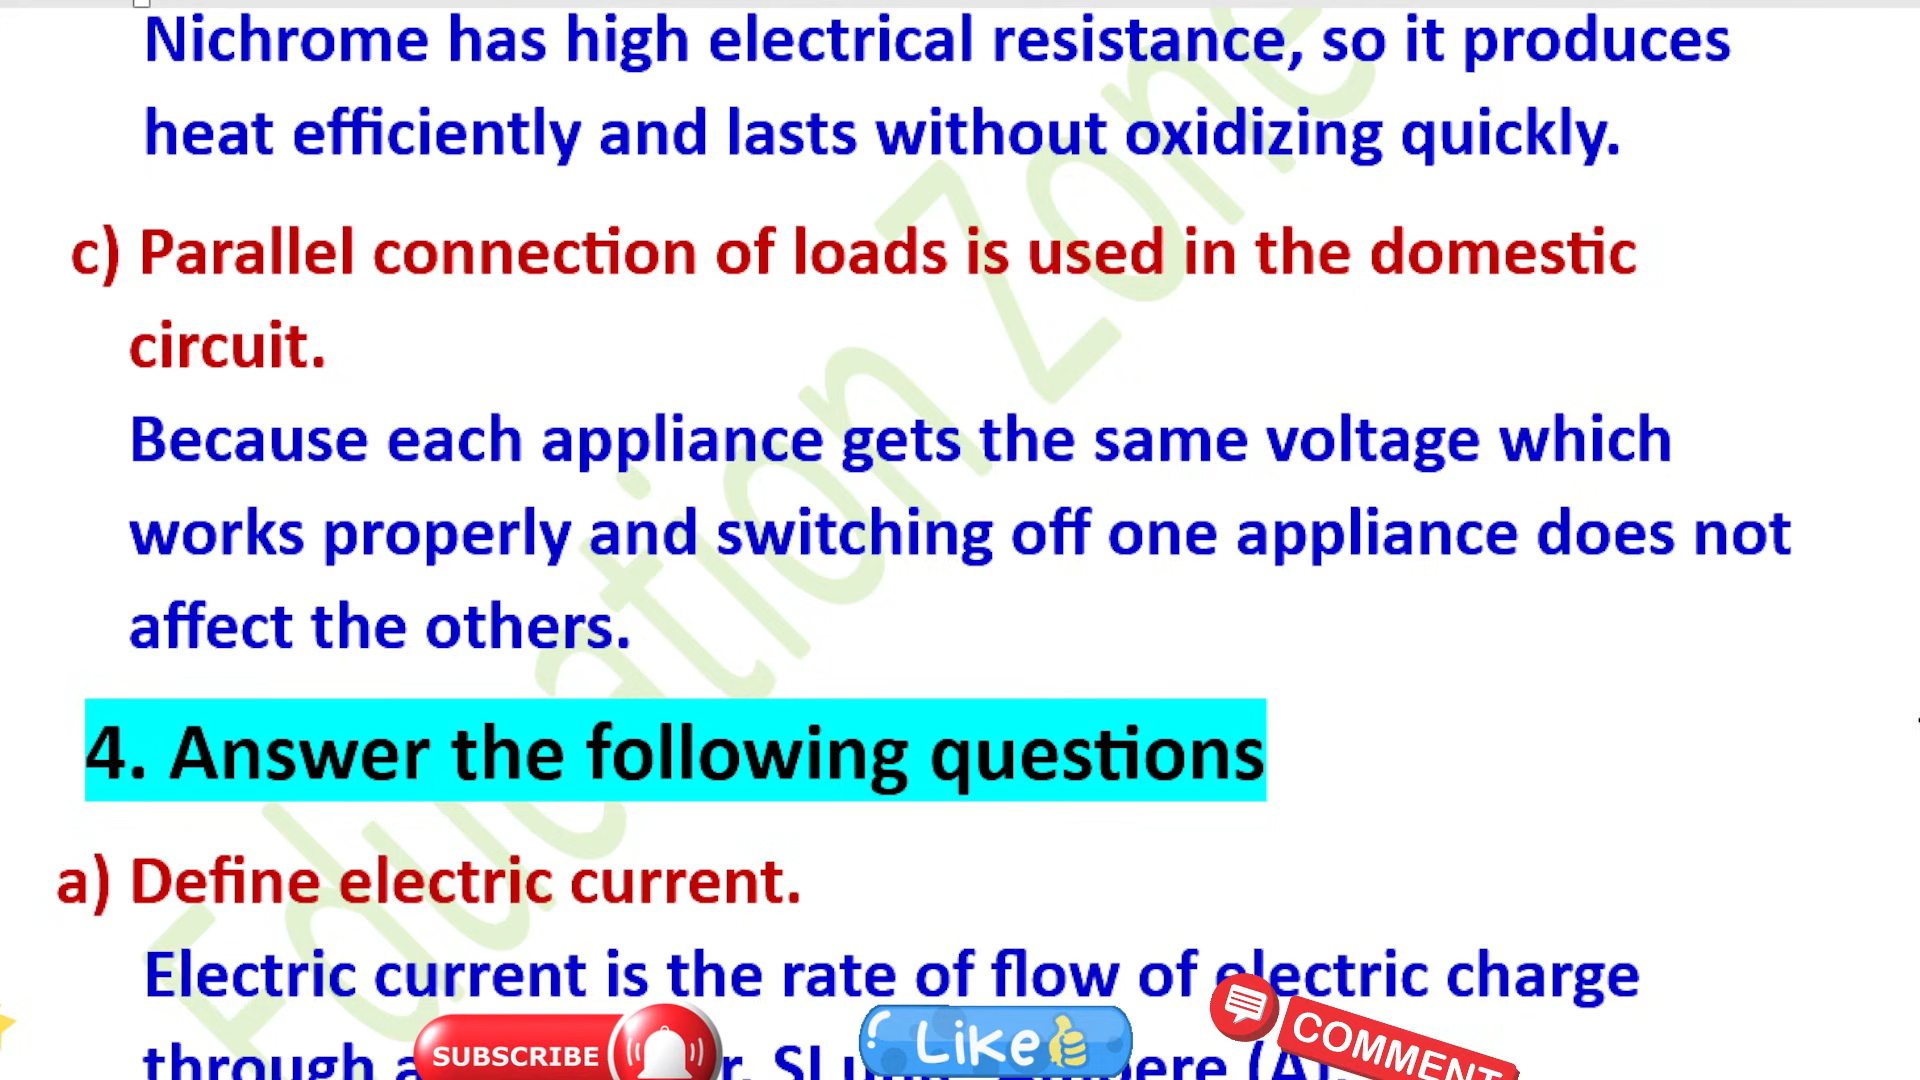 Nichrome has high electrical resistance, so it produces
heat efficiently and lasts without oxidizing quickly.
c) Parallel connection of loads is used in the domestic
circuit.
Because each appliance gets the same voltage which
works properly and switching off one appliance does not
affect the others.
4. Answer the following questions
a) Define electric current.
Electric current is the rate of flow of electric charge
through
SUBSCRIBE
Like
COMMENT
Education Zone